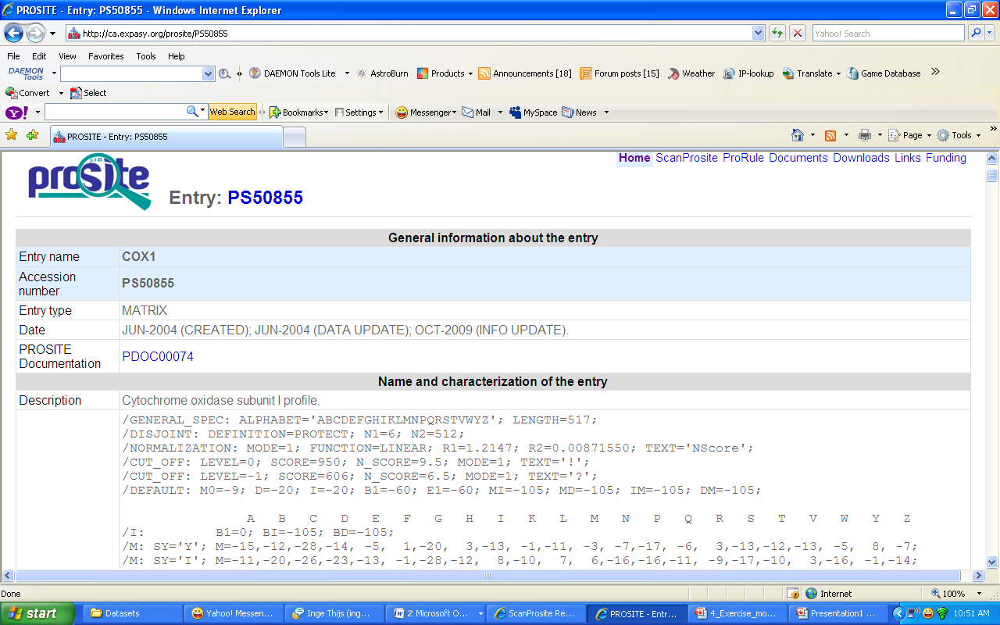 PROSITE - Entry: PS50855 - Windows Internet Explorer
http://ca.expasy.org/prosite/PS50855
Yahoo! Search
File Edit View Favorites Tools Help
DAEMON Tools
DAEMON Tools Lite AstroBurn Products Announcements [18] Forum posts [15] Weather IP-lookup Translate Game Database »
Convert Select
Y! Web Search Bookmarks Settings Messenger Mail MySpace News
PROSITE - Entry: PS50855 Page Tools »
Home ScanProsite ProRule Documents Downloads Links Funding
SIB
prosite
Entry: PS50855
General information about the entry
Entry name COX1
Accession number PS50855
Entry type MATRIX
Date JUN-2004 (CREATED); JUN-2004 (DATA UPDATE); OCT-2009 (INFO UPDATE).
PROSITE Documentation PDOC00074
Name and characterization of the entry
Description Cytochrome oxidase subunit I profile.
/GENERAL_SPEC: ALPHABET='ABCDEFGHIKLMNPQRSTVWYZ'; LENGTH=517;
/DISJOINT: DEFINITION=PROTECT; N1=6; N2=512;
/NORMALIZATION: MODE=1; FUNCTION=LINEAR; R1=1.2147; R2=0.00871550; TEXT='NScore';
/CUT_OFF: LEVEL=0; SCORE=950; N_SCORE=9.5; MODE=1; TEXT='!';
/CUT_OFF: LEVEL=-1; SCORE=606; N_SCORE=6.5; MODE=1; TEXT='?';
/DEFAULT: M0=-9; D=-20; I=-20; B1=-60; E1=-60; MI=-105; MD=-105; IM=-105; DM=-105;
A B C D E F G H I K L M N P Q R S T V W Y Z
/I: B1=0; BI=-105; BD=-105;
/M: SY='Y'; M=-15,-12,-28,-14, -5, 1,-20, 3,-13, -1,-11, -3, -7,-17, -6, 3,-13,-12,-13, -5, 8, -7;
/M: SY='I'; M=-11,-20,-26,-23,-13, -1,-28,-12, 8,-10, 7, 6,-16,-16,-11, -9,-17,-10, 3,-16, -1,-14;
Done Internet 100%
start Datasets Yahoo! Messen... Inge Thijs (ing... 2 Microsoft O... ScanProsite Re... PROSITE - Entr... 4_Exercise_mo... Presentation1 ... 10:51 AM